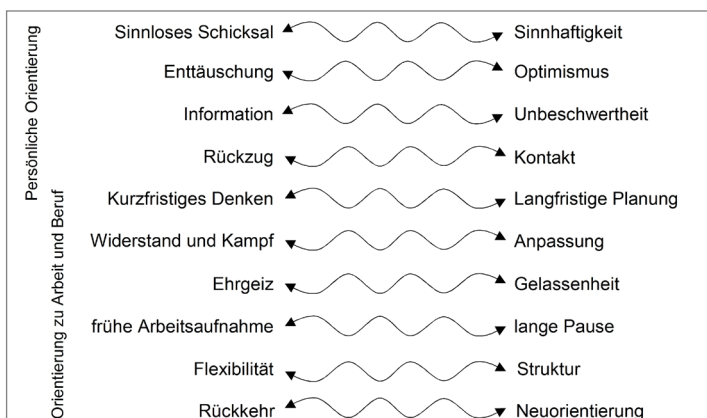 Persönliche Orientierung
Orientierung zu Arbeit und Beruf
Sinnloses Schicksal Sinnhaftigkeit
Enttäuschung Optimismus
Information Unbeschwertheit
Rückzug Kontakt
Kurzfristiges Denken Langfristige Planung
Widerstand und Kampf Anpassung
Ehrgeiz Gelassenheit
frühe Arbeitsaufnahme lange Pause
Flexibilität Struktur
Rückkehr Neuorientierung